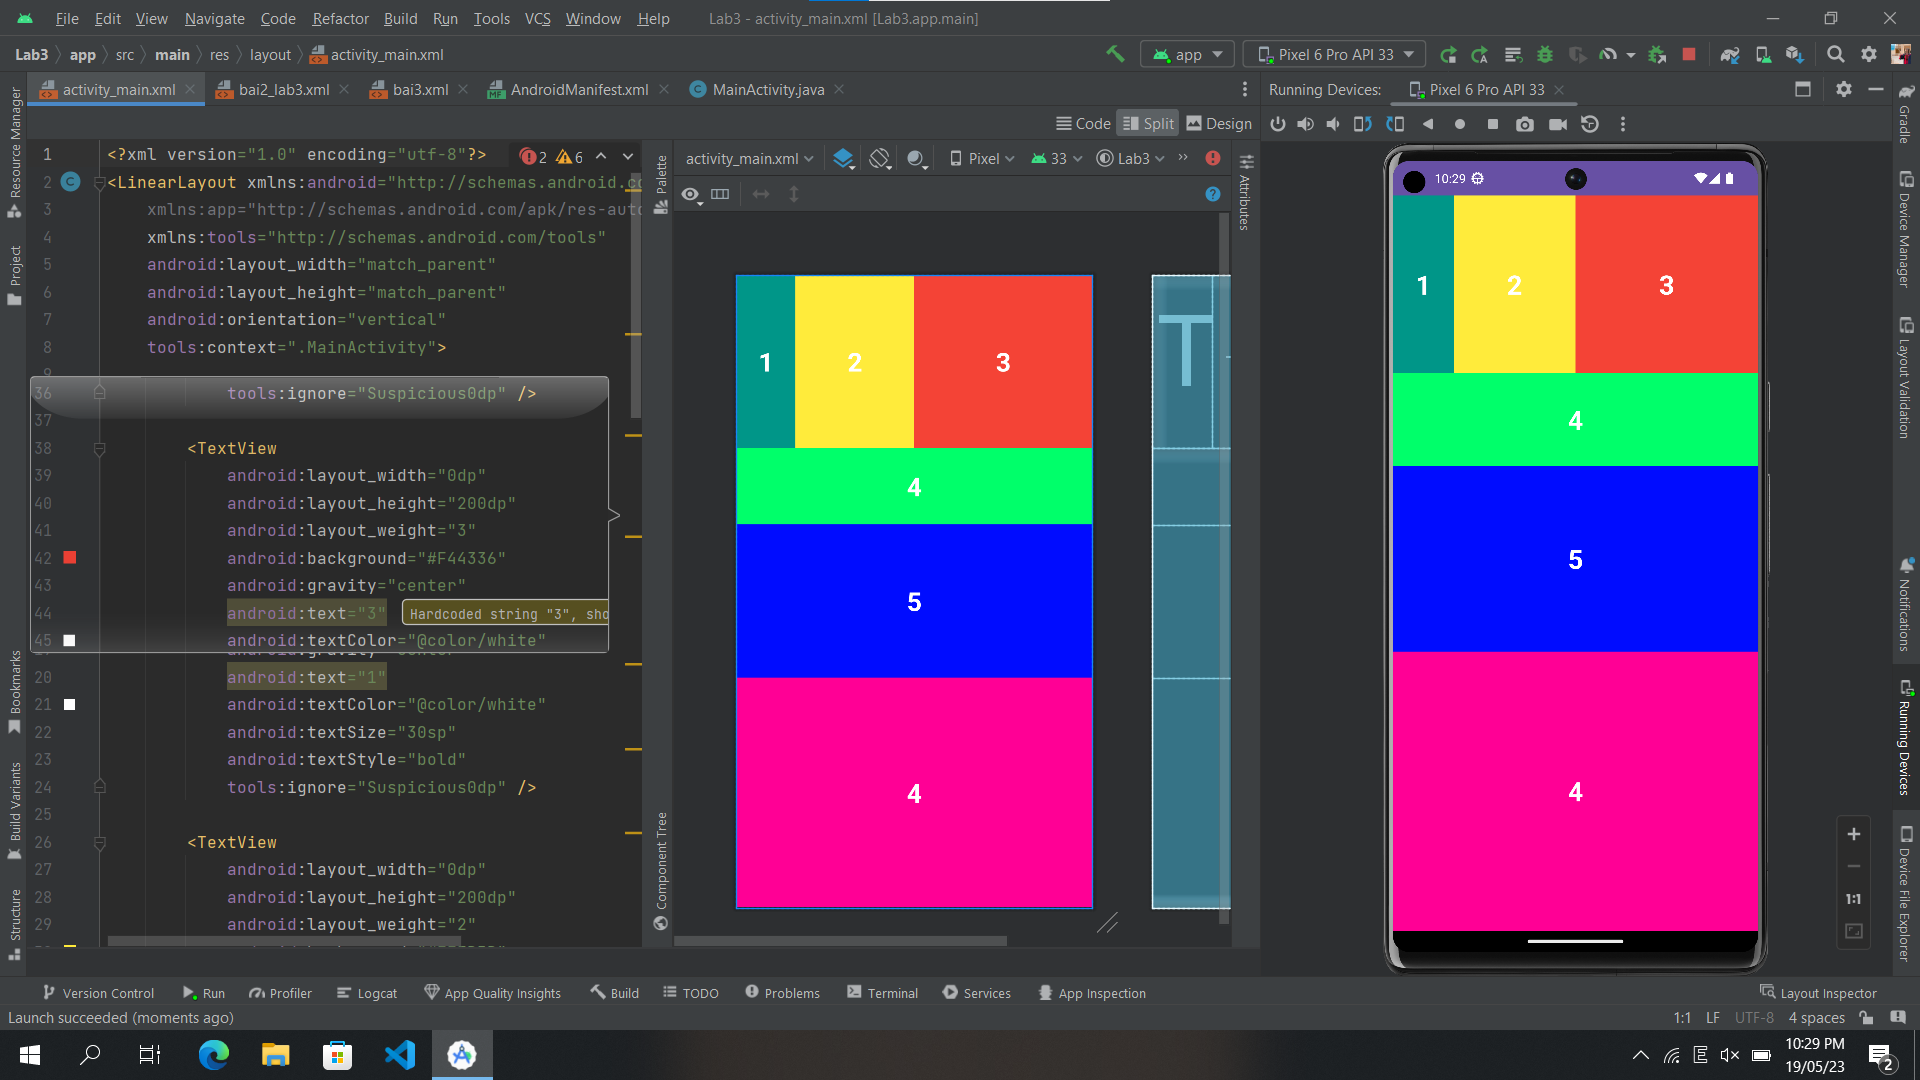 File Edit View Navigate Code Refactor Build Run Tools VCS Window Help Lab3 - activity_main.xml [Lab3.app.main]
Lab3 app src main res layout activity_main.xml app Pixel 6 Pro API 33
activity_main.xml bai2_lab3.xml bai3.xml AndroidManifest.xml MainActivity.java Running Devices: Pixel 6 Pro API 33
Code Split Design
Resource Manager
Project
Bookmarks
Build Variants
Structure
2 6
1 <?xml version="1.0" encoding="utf-8"?>
2 <LinearLayout xmlns:android="http://schemas.android.co
3 xmlns:app="http://schemas.android.com/apk/res-auto
4 xmlns:tools="http://schemas.android.com/tools"
5 android:layout_width="match_parent"
6 android:layout_height="match_parent"
7 android:orientation="vertical"
8 tools:context=".MainActivity">
9
36 tools:ignore="Suspicious0dp" />
37
38 <TextView
39 android:layout_width="0dp"
40 android:layout_height="200dp"
41 android:layout_weight="3"
42 android:background="#F44336"
43 android:gravity="center"
44 android:text="3" Hardcoded string "3", sho
45 android:textColor="@color/white"
20 android:text="1"
21 android:textColor="@color/white"
22 android:textSize="30sp"
23 android:textStyle="bold"
24 tools:ignore="Suspicious0dp" />
25
26 <TextView
27 android:layout_width="0dp"
28 android:layout_height="200dp"
29 android:layout_weight="2"
Palette
Component Tree
activity_main.xml Pixel 33 Lab3
Attributes
1 2 3
4
5
4
T
10:29
1 2 3
4
5
4
1:1
Gradle
Device Manager
Layout Validation
Notifications
Running Devices
Device File Explorer
Version Control Run Profiler Logcat App Quality Insights Build TODO Problems Terminal Services App Inspection Layout Inspector
Launch succeeded (moments ago) 1:1 LF UTF-8 4 spaces
10:29 PM
19/05/23
2